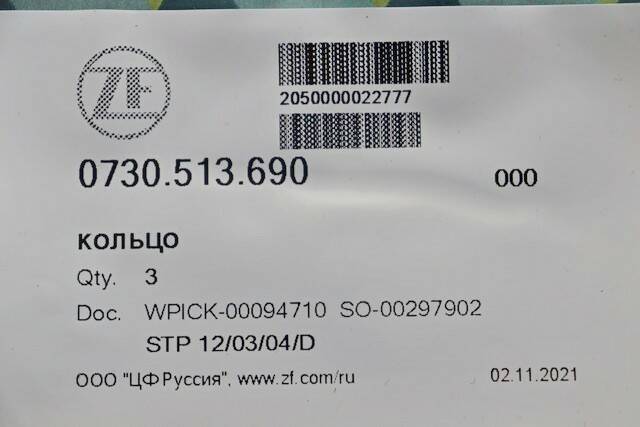 ZF
2050000022777
0730.513.690 000
кольцо
Qty. 3
Doc. WPICK-00094710 SO-00297902
STP 12/03/04/D
ООО "ЦФ Руссия", www.zf.com/ru 02.11.2021